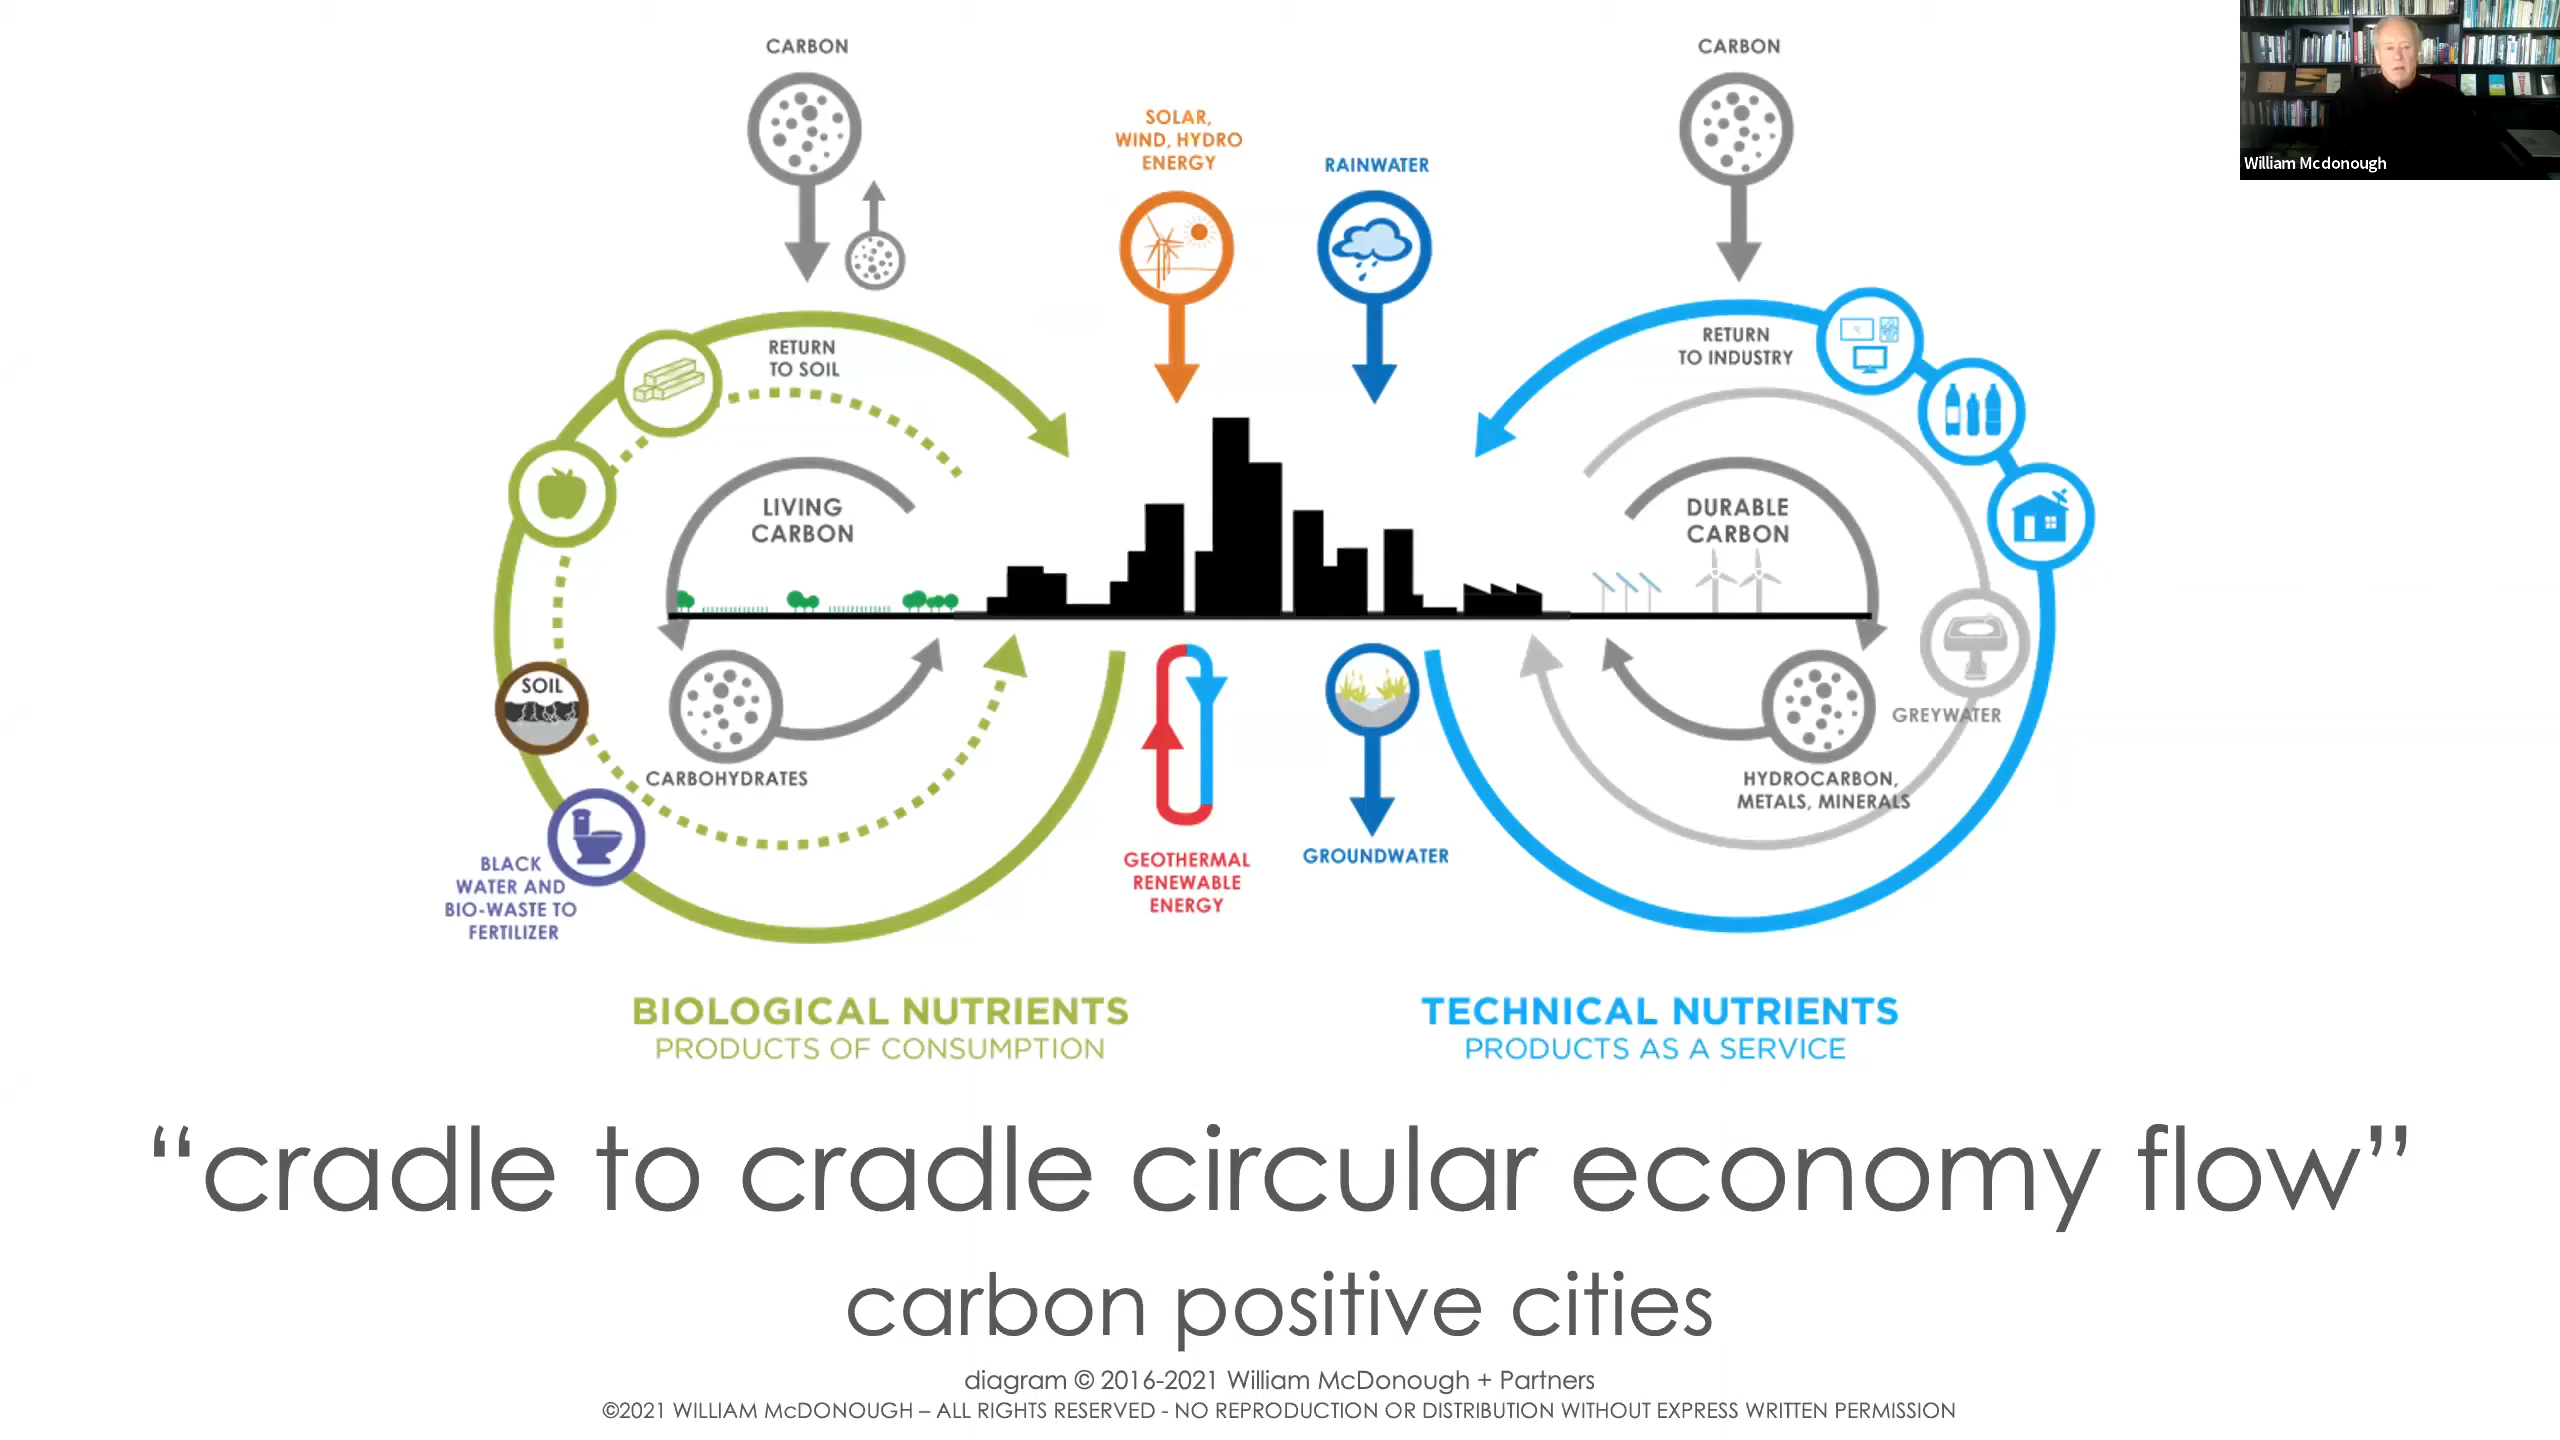 CARBON
CARBON
SOLAR,
WIND, HYDRO
ENERGY
RAINWATER
William Mcdonough
RETURN
TO SOIL
RETURN
TO INDUSTRY
LIVING
CARBON
DURABLE
CARBON
SOIL
CARBOHYDRATES
GREYWATER
HYDROCARBON,
METALS, MINERALS
BLACK
WATER AND
BIO-WASTE TO
FERTILIZER
GEOTHERMAL
RENEWABLE
ENERGY
GROUNDWATER
BIOLOGICAL NUTRIENTS
PRODUCTS OF CONSUMPTION
TECHNICAL NUTRIENTS
PRODUCTS AS A SERVICE
“cradle to cradle circular economy flow”
carbon positive cities
diagram © 2016-2021 William McDonough + Partners
©2021 WILLIAM McDONOUGH – ALL RIGHTS RESERVED - NO REPRODUCTION OR DISTRIBUTION WITHOUT EXPRESS WRITTEN PERMISSION